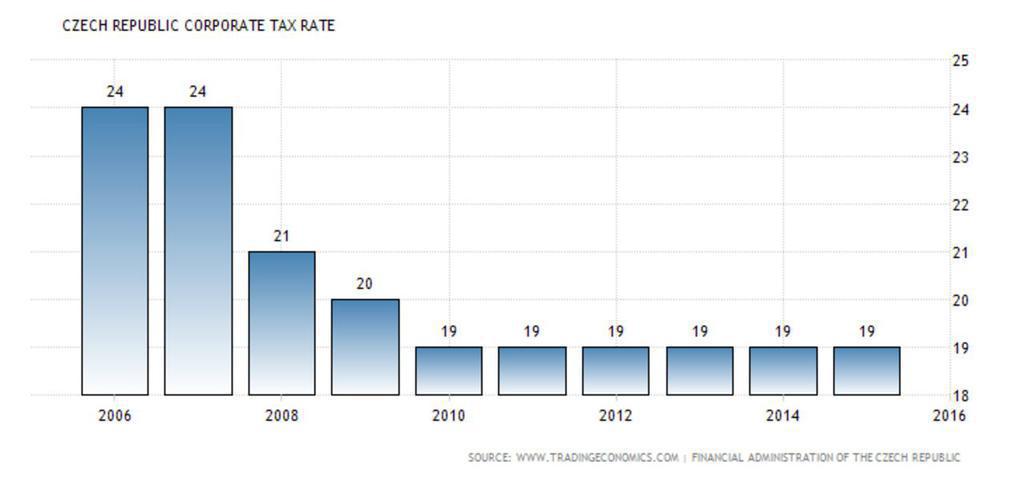 CZECH REPUBLIC CORPORATE TAX RATE
25
24 24
24
23
22
21
21
20
20
19 19 19 19 19 19
19
18
2006 2008 2010 2012 2014 2016
SOURCE: WWW.TRADINGECONOMICS.COM | FINANCIAL ADMINISTRATION OF THE CZECH REPUBLIC